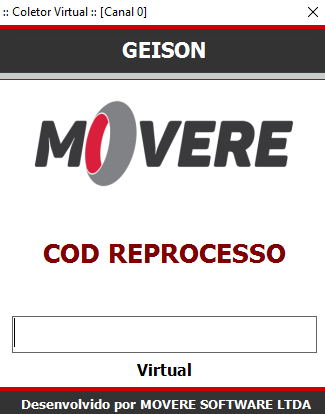 :: Coletor Virtual :: [Canal 0]
GEISON
MOVERE
COD REPROCESSO
Virtual
Desenvolvido por MOVERE SOFTWARE LTDA